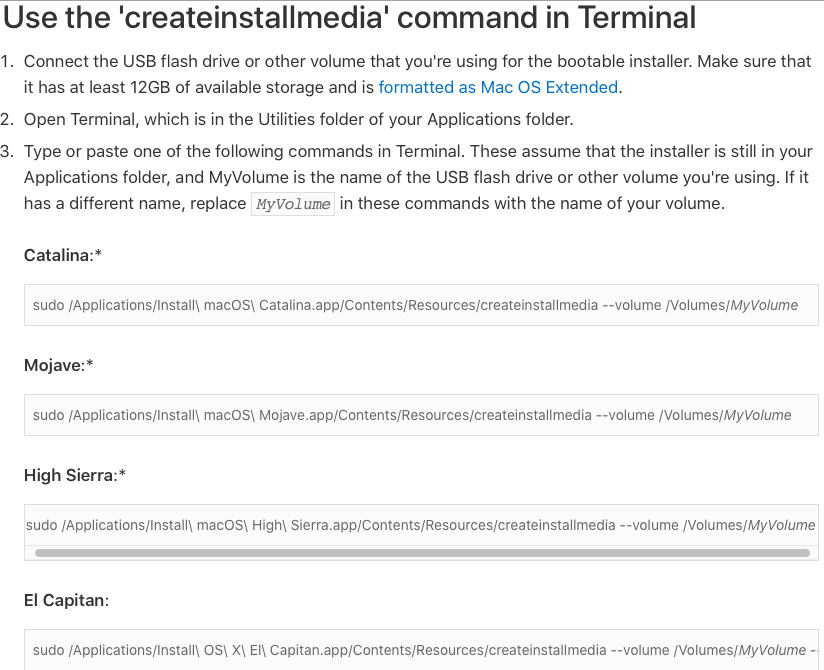 Use the 'createinstallmedia' command in Terminal
1. Connect the USB flash drive or other volume that you're using for the bootable installer. Make sure that
it has at least 12GB of available storage and is formatted as Mac OS Extended.
2. Open Terminal, which is in the Utilities folder of your Applications folder.
3. Type or paste one of the following commands in Terminal. These assume that the installer is still in your
Applications folder, and MyVolume is the name of the USB flash drive or other volume you're using. If it
has a different name, replace MyVolume in these commands with the name of your volume.
Catalina:*
sudo /Applications/Install\ macOS\ Catalina.app/Contents/Resources/createinstallmedia --volume /Volumes/MyVolume
Mojave:*
sudo /Applications/Install\ macOS\ Mojave.app/Contents/Resources/createinstallmedia --volume /Volumes/MyVolume
High Sierra:*
sudo /Applications/Install\ macOS\ High\ Sierra.app/Contents/Resources/createinstallmedia --volume /Volumes/MyVolume
El Capitan:
sudo /Applications/Install\ OS\ X\ El\ Capitan.app/Contents/Resources/createinstallmedia --volume /Volumes/MyVolume -